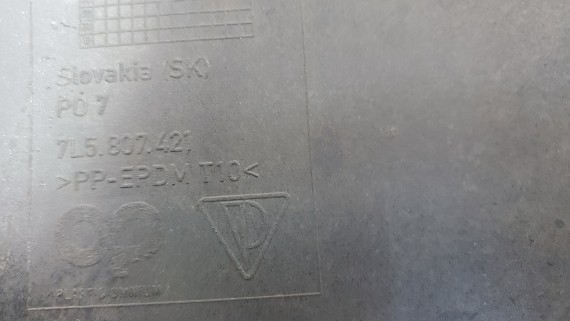 Slovakia (SK)
PO 7
7L5.807.421
>PP-EPDM T10<
D